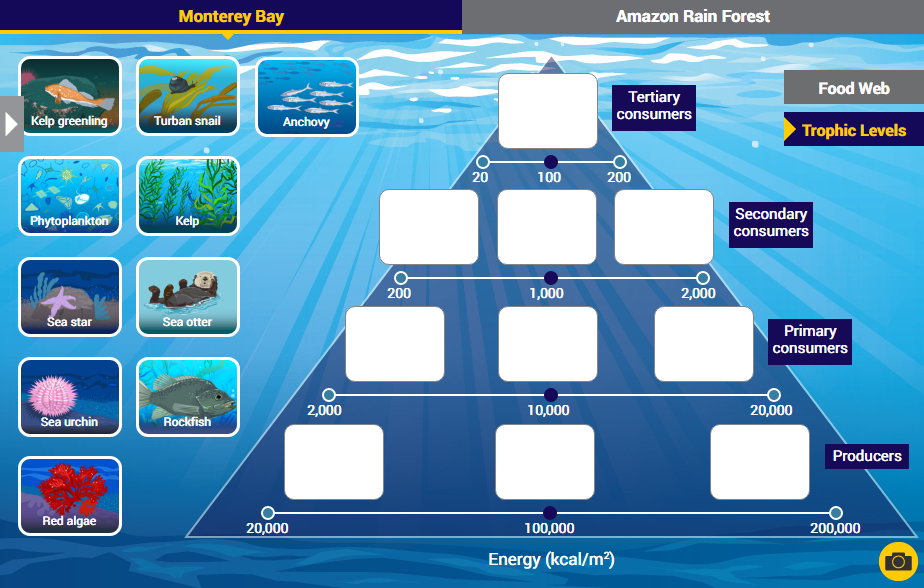 Monterey Bay
Amazon Rain Forest
Kelp greenling
Turban snail
Anchovy
Phytoplankton
Kelp
Sea star
Sea otter
Sea urchin
Rockfish
Red algae
Tertiary
consumers
20
100
200
Secondary
consumers
200
1,000
2,000
Primary
consumers
2,000
10,000
20,000
Producers
20,000
100,000
200,000
Energy (kcal/m²)
Food Web
Trophic Levels